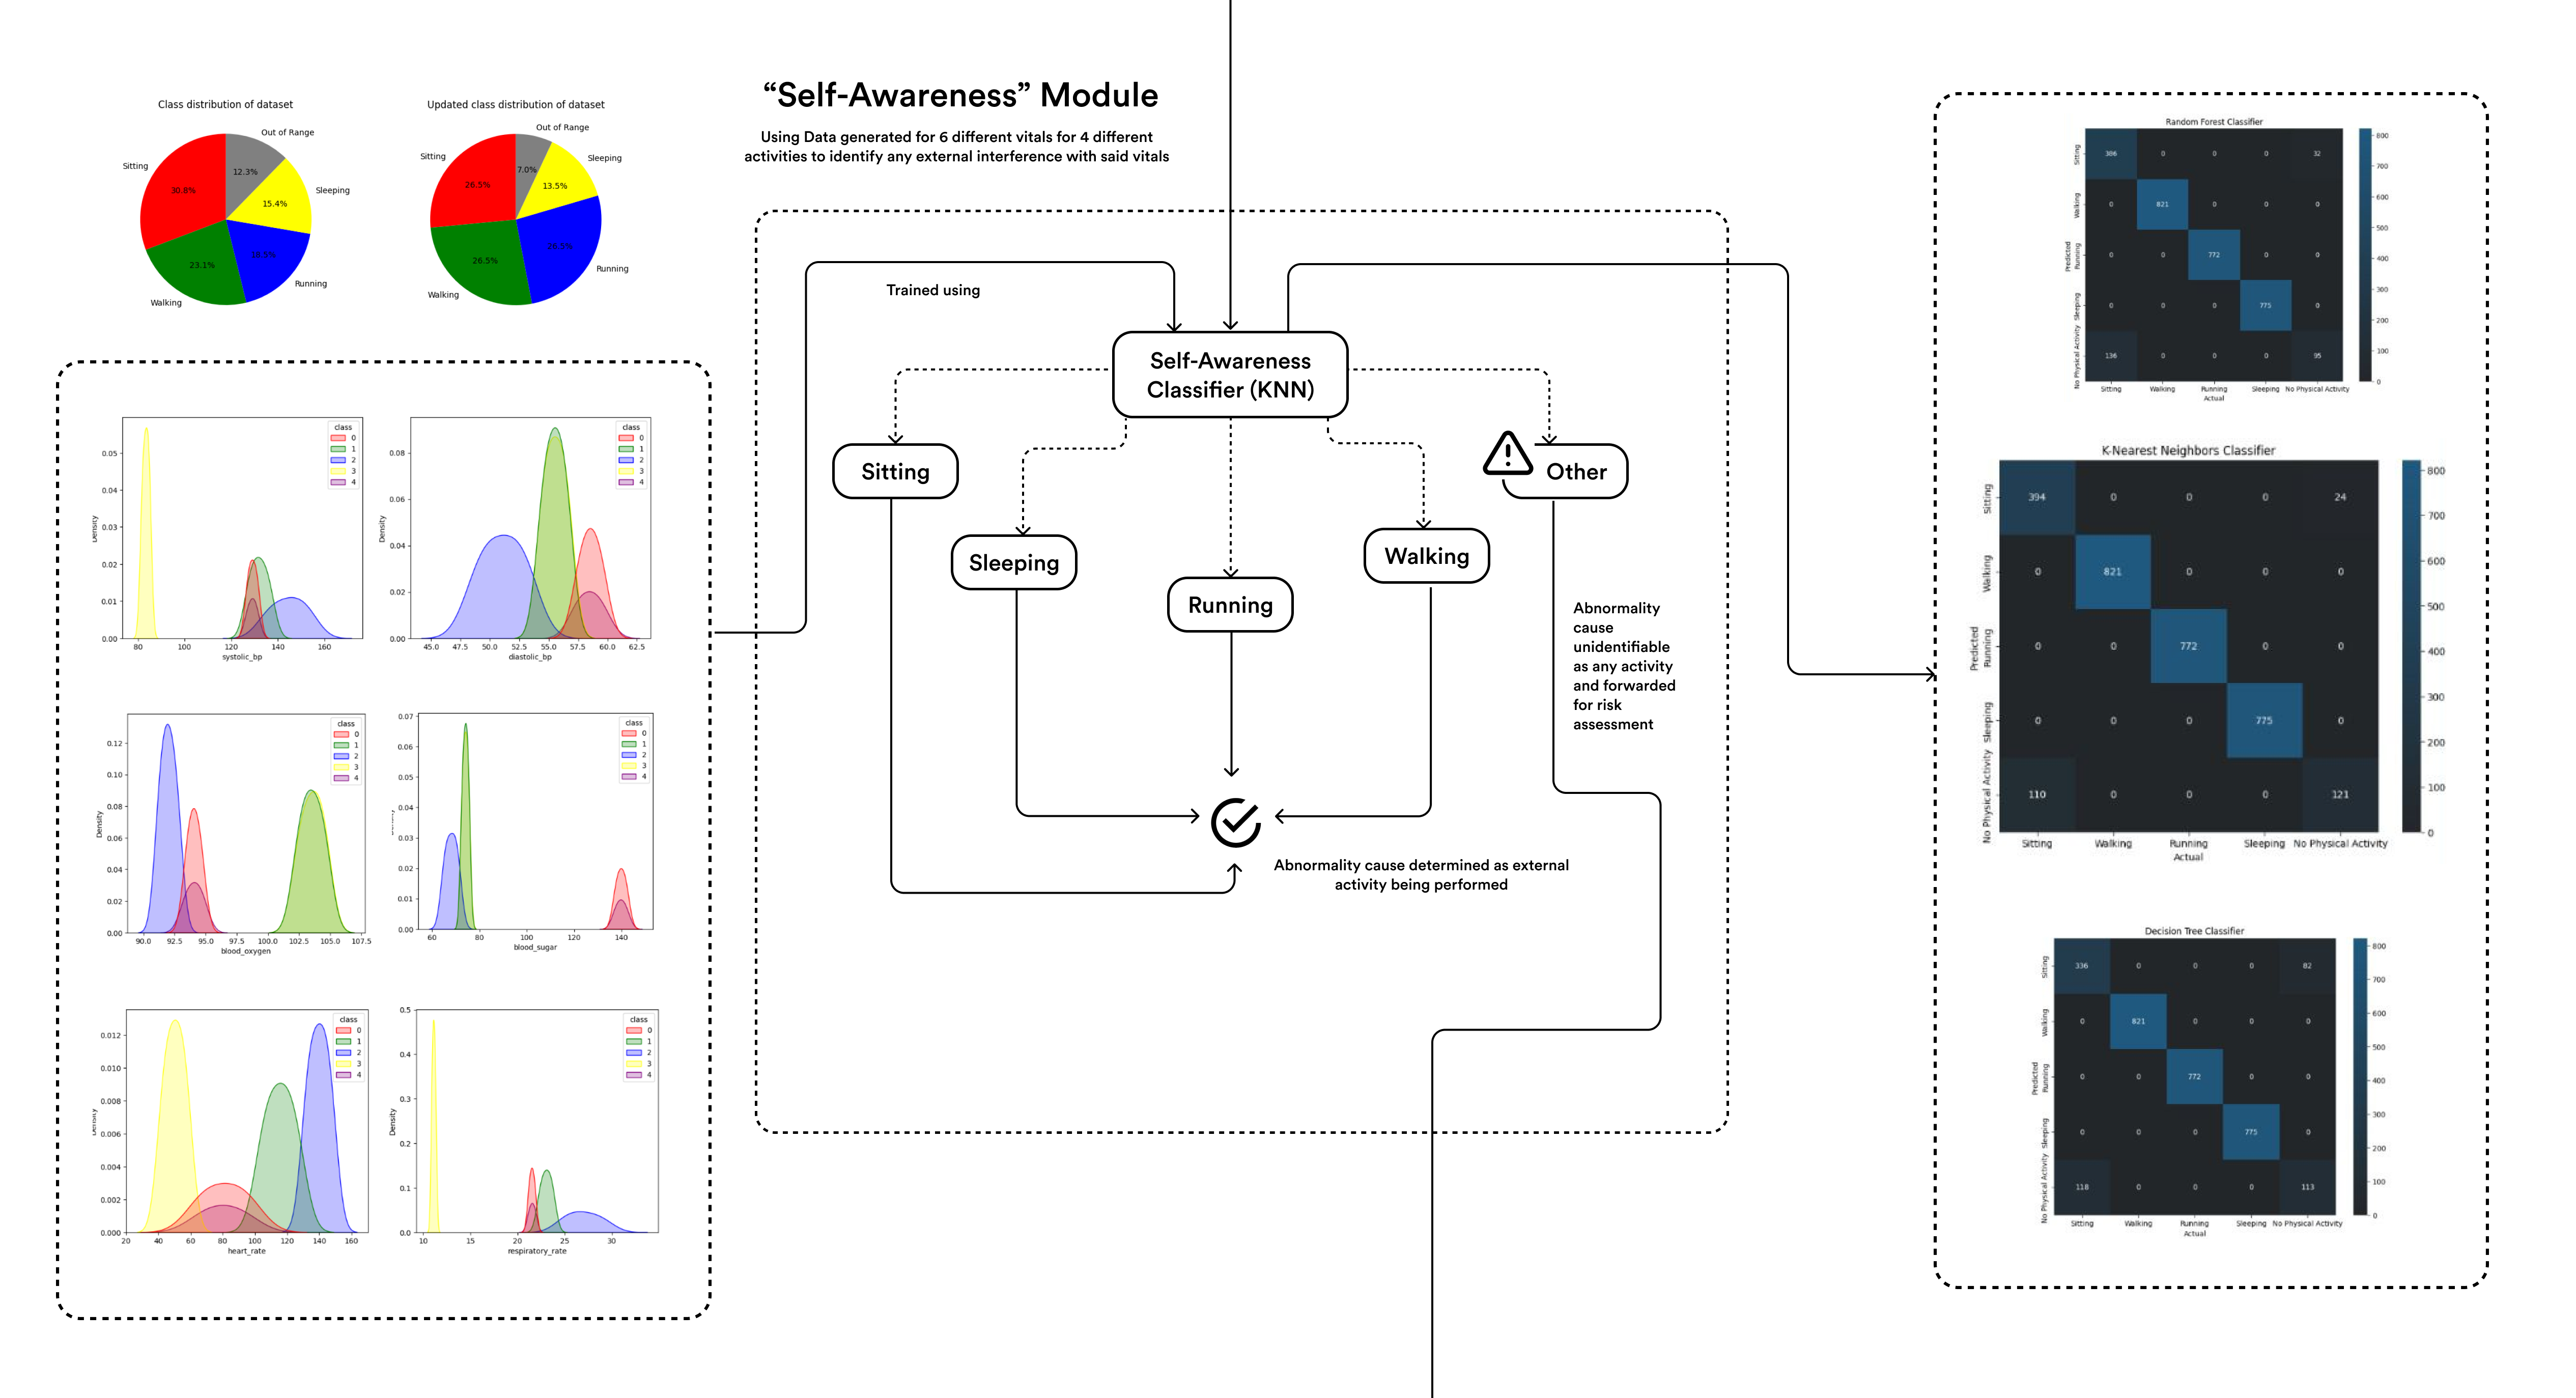 “Self-Awareness” Module
Using Data generated for 6 different vitals for 4 different
activities to identify any external interference with said vitals
Class distribution of dataset
Out of Range
Sitting
12.3%
30.8%
Sleeping
15.4%
18.5%
23.1%
Running
Walking
Updated class distribution of dataset
Out of Range
Sitting
Sleeping
7.0%
26.5%
13.5%
26.5%
26.5%
Running
Walking
class
0
1
2
3
4
0.05
0.04
0.03
0.02
0.01
0.00
Density
80 100 120 140 160
systolic_bp
class
0
1
2
3
4
0.08
0.06
0.04
0.02
0.00
Density
45.0 47.5 50.0 52.5 55.0 57.5 60.0 62.5
diastolic_bp
class
0
1
2
3
4
0.12
0.10
0.08
0.06
0.04
0.02
0.00
Density
90.0 92.5 95.0 97.5 100.0 102.5 105.0 107.5
blood_oxygen
class
0
1
2
3
4
0.07
0.06
0.05
0.04
0.03
0.02
0.01
0.00
60 80 100 120 140
blood_sugar
class
0
1
2
3
4
0.012
0.010
0.008
0.006
0.004
0.002
0.000
Density
20 40 60 80 100 120 140 160
heart_rate
class
0
1
2
3
4
0.5
0.4
0.3
0.2
0.1
0.0
Density
10 15 20 25 30
respiratory_rate
Trained using
Self-Awareness
Classifier (KNN)
Sitting
Sleeping
Running
Walking
Other
Abnormality
cause
unidentifiable
as any activity
and forwarded
for risk
assessment
Abnormality cause determined as external
activity being performed
Random Forest Classifier
Sitting 386 0 0 0 32
Walking 0 821 0 0 0
Running 0 0 772 0 0
Sleeping 0 0 0 775 0
No Physical Activity 136 0 0 0 95
Predicted
Sitting Walking Running Sleeping No Physical Activity
Actual
800
700
600
500
400
300
200
100
0
K-Nearest Neighbors Classifier
Sitting 394 0 0 0 24
Walking 0 821 0 0 0
Running 0 0 772 0 0
Sleeping 0 0 0 775 0
No Physical Activity 110 0 0 0 121
Predicted
Sitting Walking Running Sleeping No Physical Activity
Actual
800
700
600
500
400
300
200
100
0
Decision Tree Classifier
Sitting 336 0 0 0 82
Walking 0 821 0 0 0
Running 0 0 772 0 0
Sleeping 0 0 0 775 0
No Physical Activity 118 0 0 0 113
Predicted
Sitting Walking Running Sleeping No Physical Activity
Actual
800
700
600
500
400
300
200
100
0